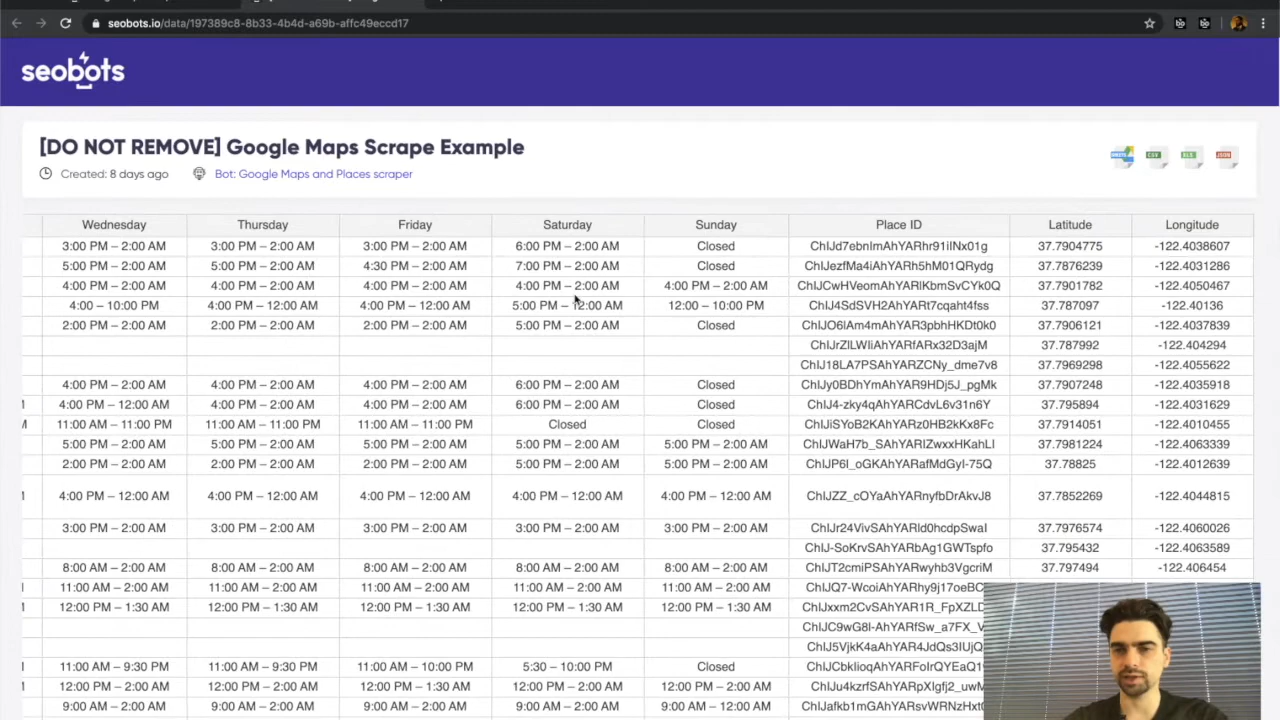 seobots.io/data/197389c8-8b33-4b4d-a69b-affc49eccd17
seobots
[DO NOT REMOVE] Google Maps Scrape Example
Created: 8 days ago Bot: Google Maps and Places scraper
CSV XLS JSON
Wednesday Thursday Friday Saturday Sunday Place ID Latitude Longitude
3:00 PM – 2:00 AM 3:00 PM – 2:00 AM 3:00 PM – 2:00 AM 6:00 PM – 2:00 AM Closed ChIJd7ebnImAhYARhr91iINx01g 37.7904775 -122.4038607
5:00 PM – 2:00 AM 5:00 PM – 2:00 AM 4:30 PM – 2:00 AM 7:00 PM – 2:00 AM Closed ChIJezfMa4iAhYARh5hM01QRydg 37.7876239 -122.4031286
4:00 PM – 2:00 AM 4:00 PM – 2:00 AM 4:00 PM – 2:00 AM 4:00 PM – 2:00 AM 4:00 PM – 2:00 AM ChIJCwHVeomAhYARlKbmSvCYk0Q 37.7901782 -122.4050467
4:00 – 10:00 PM 4:00 PM – 12:00 AM 4:00 PM – 12:00 AM 5:00 PM – 12:00 AM 12:00 – 10:00 PM ChIJ4SdSVH2AhYARt7cqaht4fss 37.787097 -122.40136
2:00 PM – 2:00 AM 2:00 PM – 2:00 AM 2:00 PM – 2:00 AM 5:00 PM – 2:00 AM Closed ChIJO6iAm4mAhYAR3pbhHKDt0k0 37.7906121 -122.4037839
ChIJrZILWIiAhYARfARx32D3ajM 37.787992 -122.404294
ChIJ18LA7PSAhYARZCNy_dme7v8 37.7969298 -122.4055622
4:00 PM – 2:00 AM 4:00 PM – 2:00 AM 4:00 PM – 2:00 AM 6:00 PM – 2:00 AM Closed ChIJy0BDhYmAhYAR9HDj5J_pgMk 37.7907248 -122.4035918
4:00 PM – 12:00 AM 4:00 PM – 2:00 AM 4:00 PM – 2:00 AM 6:00 PM – 2:00 AM Closed ChIJ4-zky4qAhYARCdvL6v31n6Y 37.795894 -122.4031629
11:00 AM – 11:00 PM 11:00 AM – 11:00 PM 11:00 AM – 11:00 PM Closed Closed ChIJiSYoB2KAhYARz0HB2kKx8Fc 37.7914051 -122.4010455
5:00 PM – 2:00 AM 5:00 PM – 2:00 AM 5:00 PM – 2:00 AM 5:00 PM – 2:00 AM 5:00 PM – 2:00 AM ChIJWaH7b_SAhYARlZwxxHKahLI 37.7981224 -122.4063339
2:00 PM – 2:00 AM 2:00 PM – 2:00 AM 2:00 PM – 2:00 AM 5:00 PM – 2:00 AM 5:00 PM – 2:00 AM ChIJP6l_oGKAhYARafMdGyI-75Q 37.78825 -122.4012639
4:00 PM – 12:00 AM 4:00 PM – 12:00 AM 4:00 PM – 12:00 AM 4:00 PM – 12:00 AM 4:00 PM – 12:00 AM ChIJZZ_cOYaAhYARnyfbDrAkvJ8 37.7852269 -122.4044815
3:00 PM – 2:00 AM 3:00 PM – 2:00 AM 3:00 PM – 2:00 AM 3:00 PM – 2:00 AM 3:00 PM – 2:00 AM ChIJr24VivSAhYARld0hcdpSwaI 37.7976574 -122.4060026
ChIJ-SoKrvSAhYARbAg1GWTspfo 37.795432 -122.4063589
8:00 AM – 2:00 AM 8:00 AM – 2:00 AM 8:00 AM – 2:00 AM 8:00 AM – 2:00 AM 8:00 AM – 2:00 AM ChIJT2cmiPSAhYARwyhb3VgcriM 37.797494 -122.406454
11:00 AM – 2:00 AM 11:00 AM – 2:00 AM 11:00 AM – 2:00 AM 11:00 AM – 2:00 AM 11:00 AM – 2:00 AM ChIJQ7-WcoiAhYARhy9j17oeBC
12:00 PM – 1:30 AM 12:00 PM – 1:30 AM 12:00 PM – 1:30 AM 12:00 PM – 1:30 AM 12:00 PM – 1:30 AM ChIJxxm2CvSAhYAR1R_FpXZLD
ChIJC9wG8I-AhYARfSw_a7FX_V
ChIJ5VjkK4aAhYAR4JdQs3IUjQ
11:00 AM – 9:30 PM 11:00 AM – 9:30 PM 11:00 AM – 10:00 PM 5:30 – 10:00 PM Closed ChIJCbkIioqAhYARFoIrQYEaQ1
12:00 PM – 2:00 AM 12:00 PM – 2:00 AM 12:00 PM – 1:30 AM 12:00 PM – 2:00 AM 12:00 PM – 2:00 AM ChIJu4kzrfSAhYARpXIgfj2_uwM
9:00 AM – 2:00 AM 9:00 AM – 2:00 AM 9:00 AM – 2:00 AM 9:00 AM – 2:00 AM 9:00 AM – 12:00 AM ChIJafkb1mGAhYARsvWRNzHxt